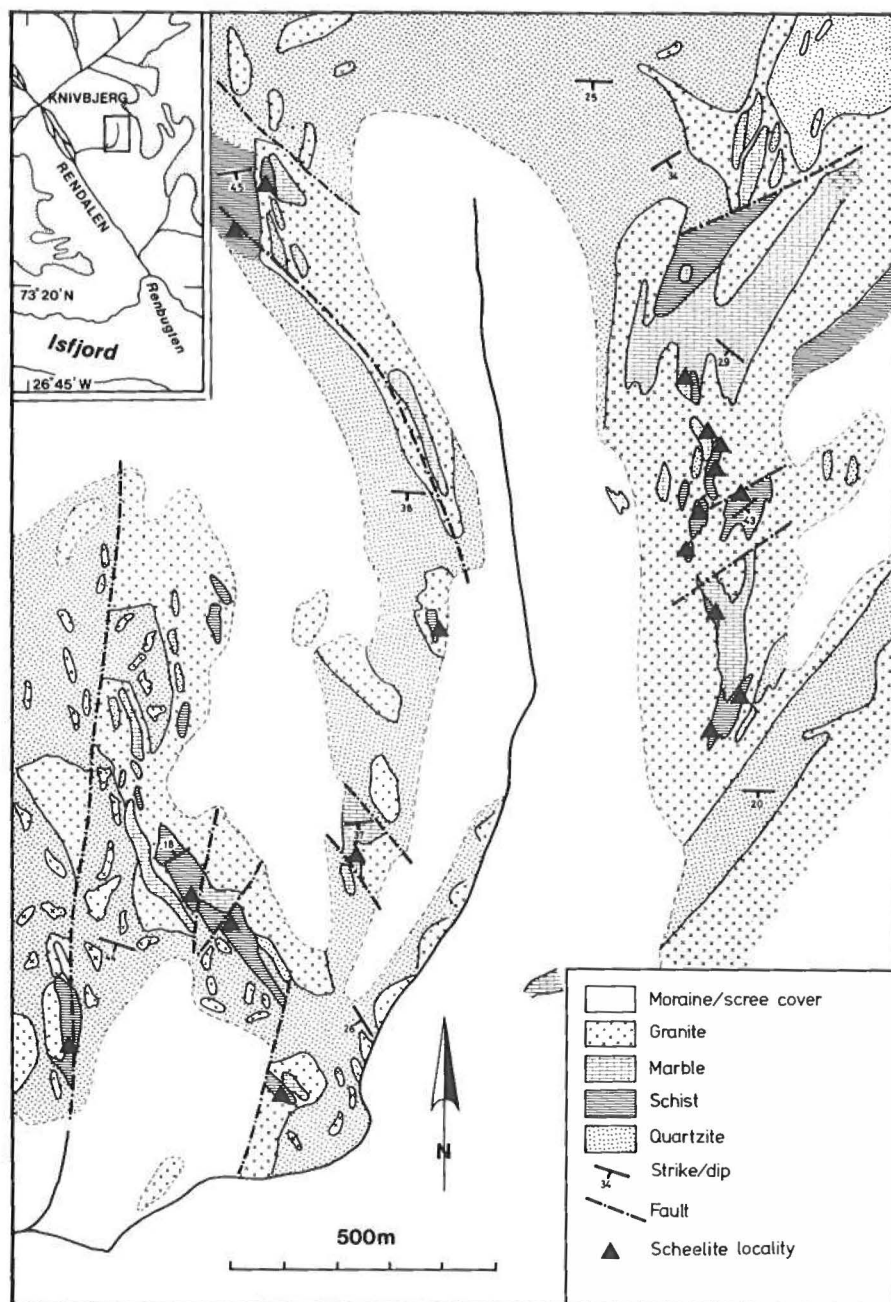 KNIVBJERG
RENDALEN
73° 20' N
Renbugten
Isfjord
26° 45' W
25
45
29
38
43
20
18
37
44
26
N
500m
Moraine/scree cover
Granite
Marble
Schist
Quartzite
34
Strike/dip
Fault
Scheelite locality